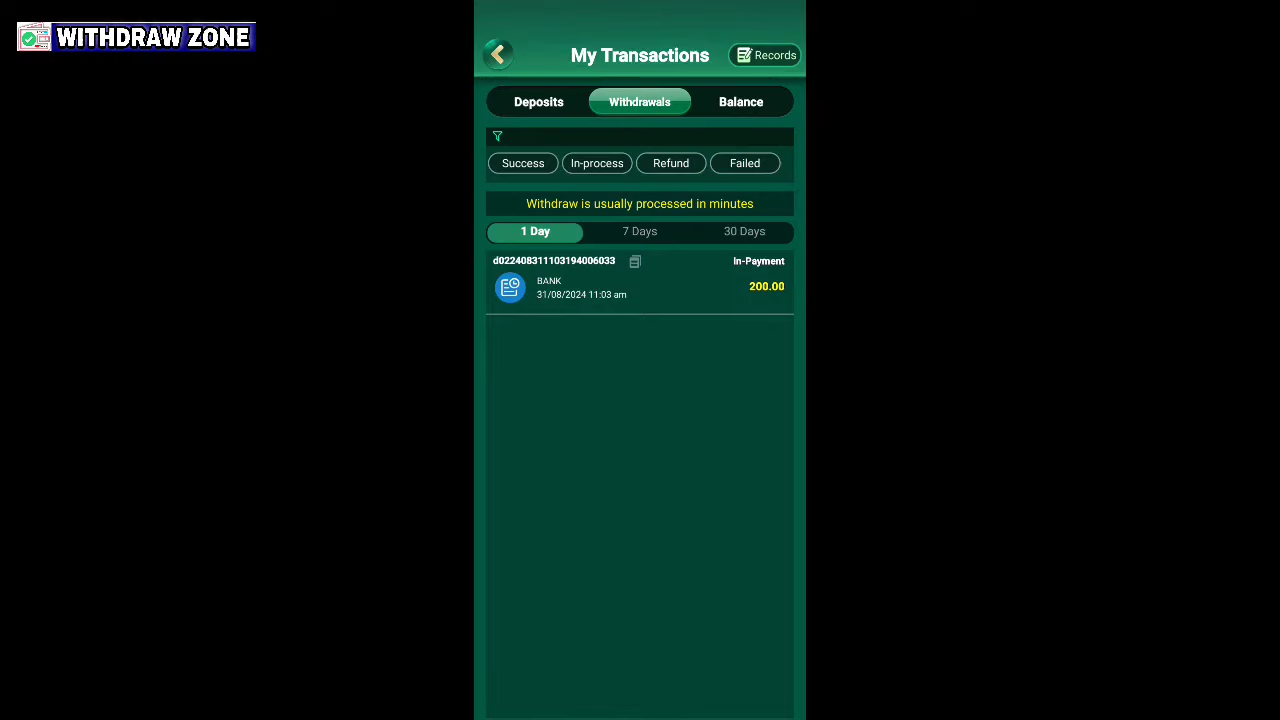 WITHDRAW ZONE
My Transactions
Records
Deposits Withdrawals Balance
Success In-process Refund Failed
Withdraw is usually processed in minutes
1 Day 7 Days 30 Days
d022408311103194006033 In-Payment
BANK
200.00
31/08/2024 11:03 am